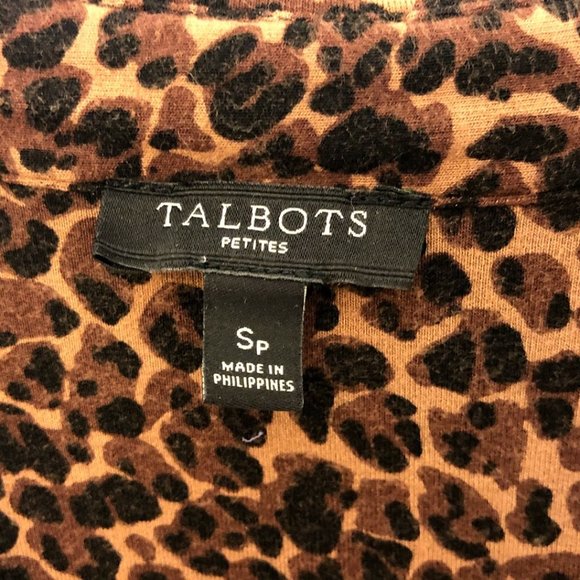 TALBOTS
PETITES
SP
MADE IN
PHILIPPINES